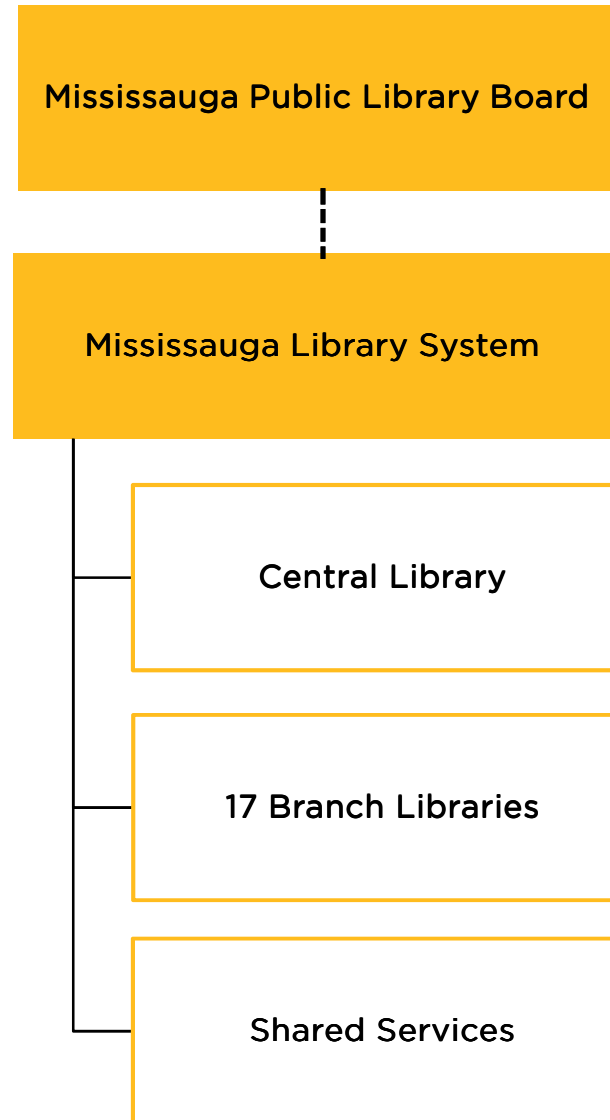 Mississauga Public Library Board
Mississauga Library System
Central Library
17 Branch Libraries
Shared Services